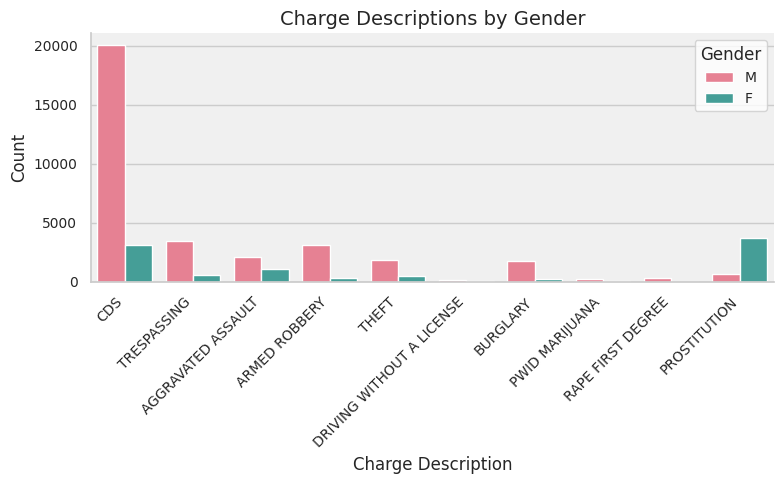 Charge Descriptions by Gender
Gender
M
F
Count
20000
15000
10000
5000
0
CDS
TRESPASSING
AGGRAVATED ASSAULT
ARMED ROBBERY
THEFT
DRIVING WITHOUT A LICENSE
BURGLARY
PWID MARIJUANA
RAPE FIRST DEGREE
PROSTITUTION
Charge Description